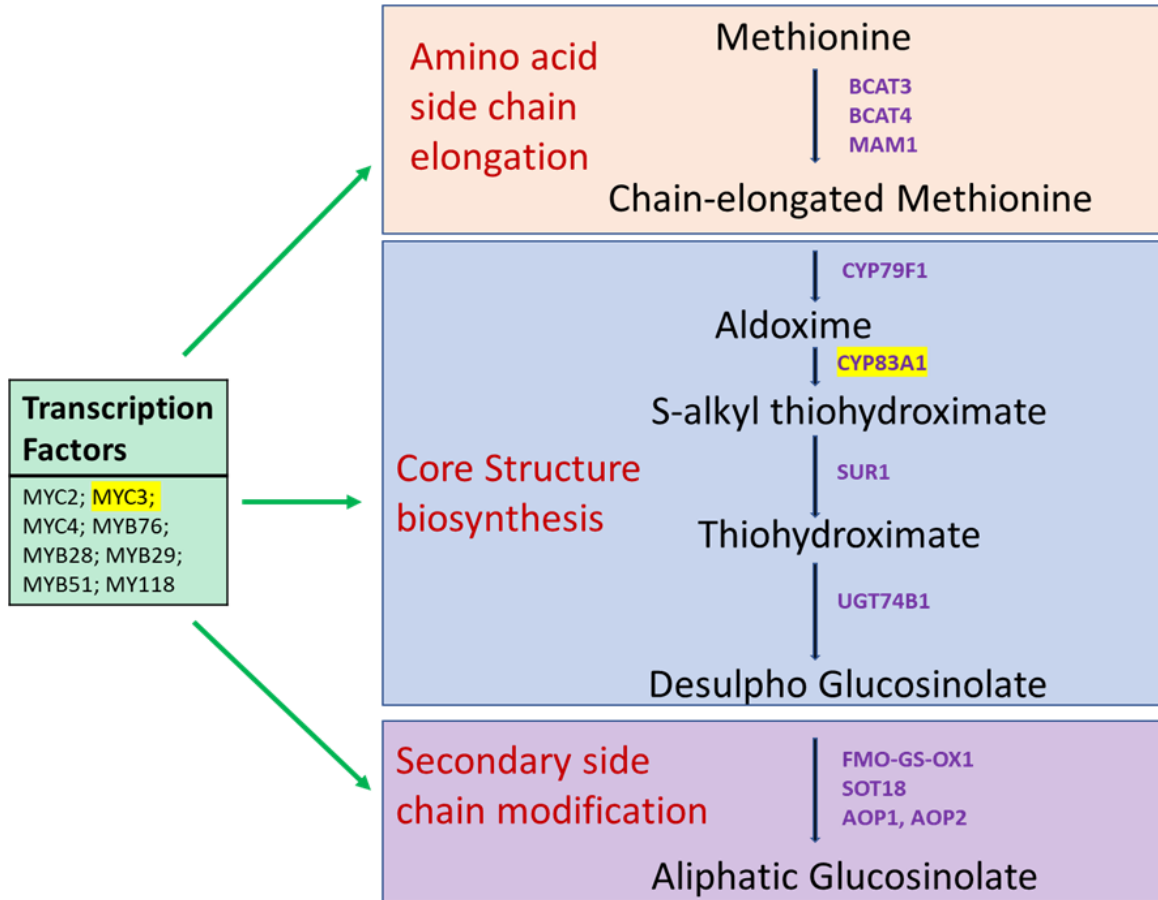 Amino acid
side chain
elongation
Methionine
BCAT3
BCAT4
MAM1
Chain-elongated Methionine
CYP79F1
Aldoxime
CYP83A1
S-alkyl thiohydroximate
Core Structure
biosynthesis
SUR1
Thiohydroximate
UGT74B1
Desulpho Glucosinolate
Transcription
Factors
MYC2; MYC3;
MYC4; MYB76;
MYB28; MYB29;
MYB51; MY118
Secondary side
chain modification
FMO-GS-OX1
SOT18
AOP1, AOP2
Aliphatic Glucosinolate